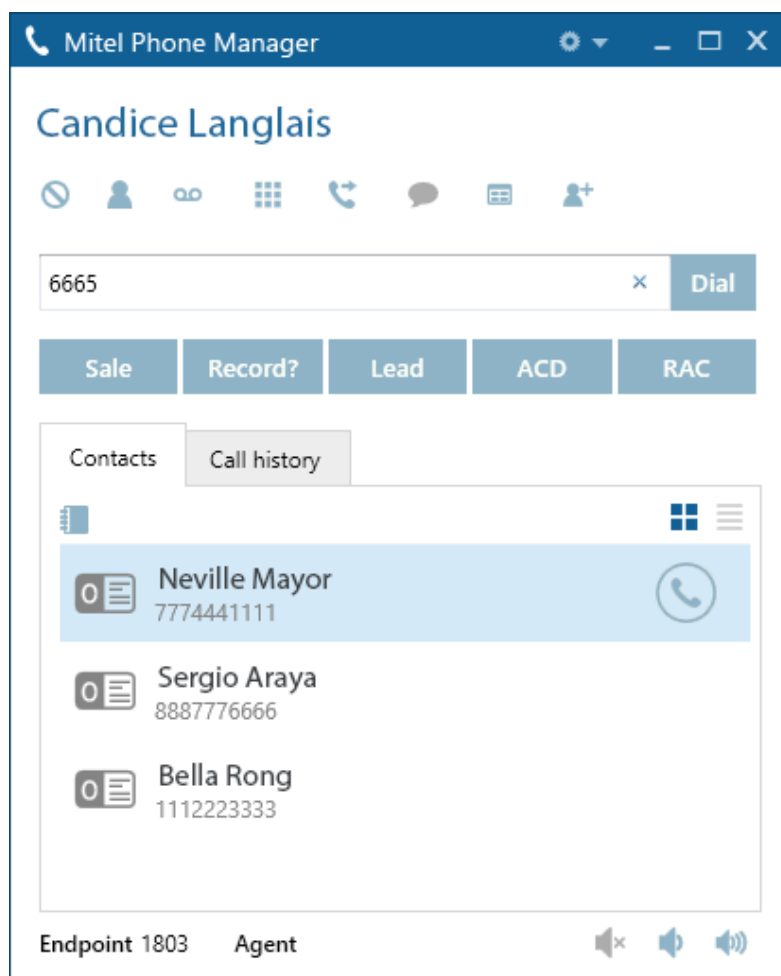 Mitel Phone Manager
Candice Langlais
6665 Dial
Sale Record? Lead ACD RAC
Contacts Call history
O Neville Mayor
7774441111
O Sergio Araya
8887776666
O Bella Rong
1112223333
Endpoint 1803 Agent